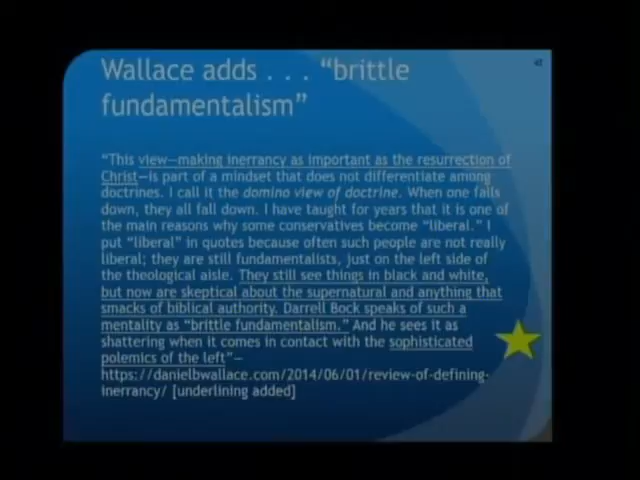 Wallace adds . . . “brittle
fundamentalism”
“This view—making inerrancy as important as the resurrection of
Christ—is part of a mindset that does not differentiate among
doctrines. I call it the domino view of doctrine. When one falls
down, they all fall down. I have taught for years that it is one of
the main reasons why some conservatives become “liberal.” I
put “liberal” in quotes because often such people are not really
liberal; they are still fundamentalists, just on the left side of
the theological aisle. They still see things in black and white,
but now are skeptical about the supernatural and anything that
smacks of biblical authority. Darrell Bock speaks of such a
mentality as “brittle fundamentalism.” And he sees it as
shattering when it comes in contact with the sophisticated
polemics of the left”—
https://danielbwallace.com/2014/06/01/review-of-defining-
inerrancy/ [underlining added]